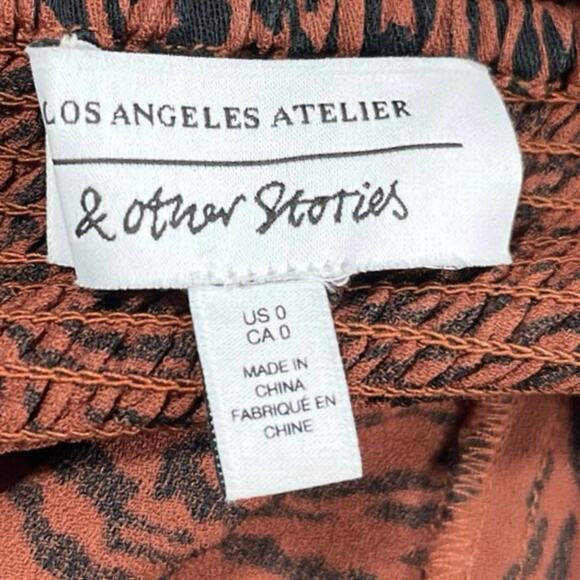 LOS ANGELES ATELIER
& other Stories
US 0
CA 0
MADE IN
CHINA
FABRIQUÉ EN
CHINE